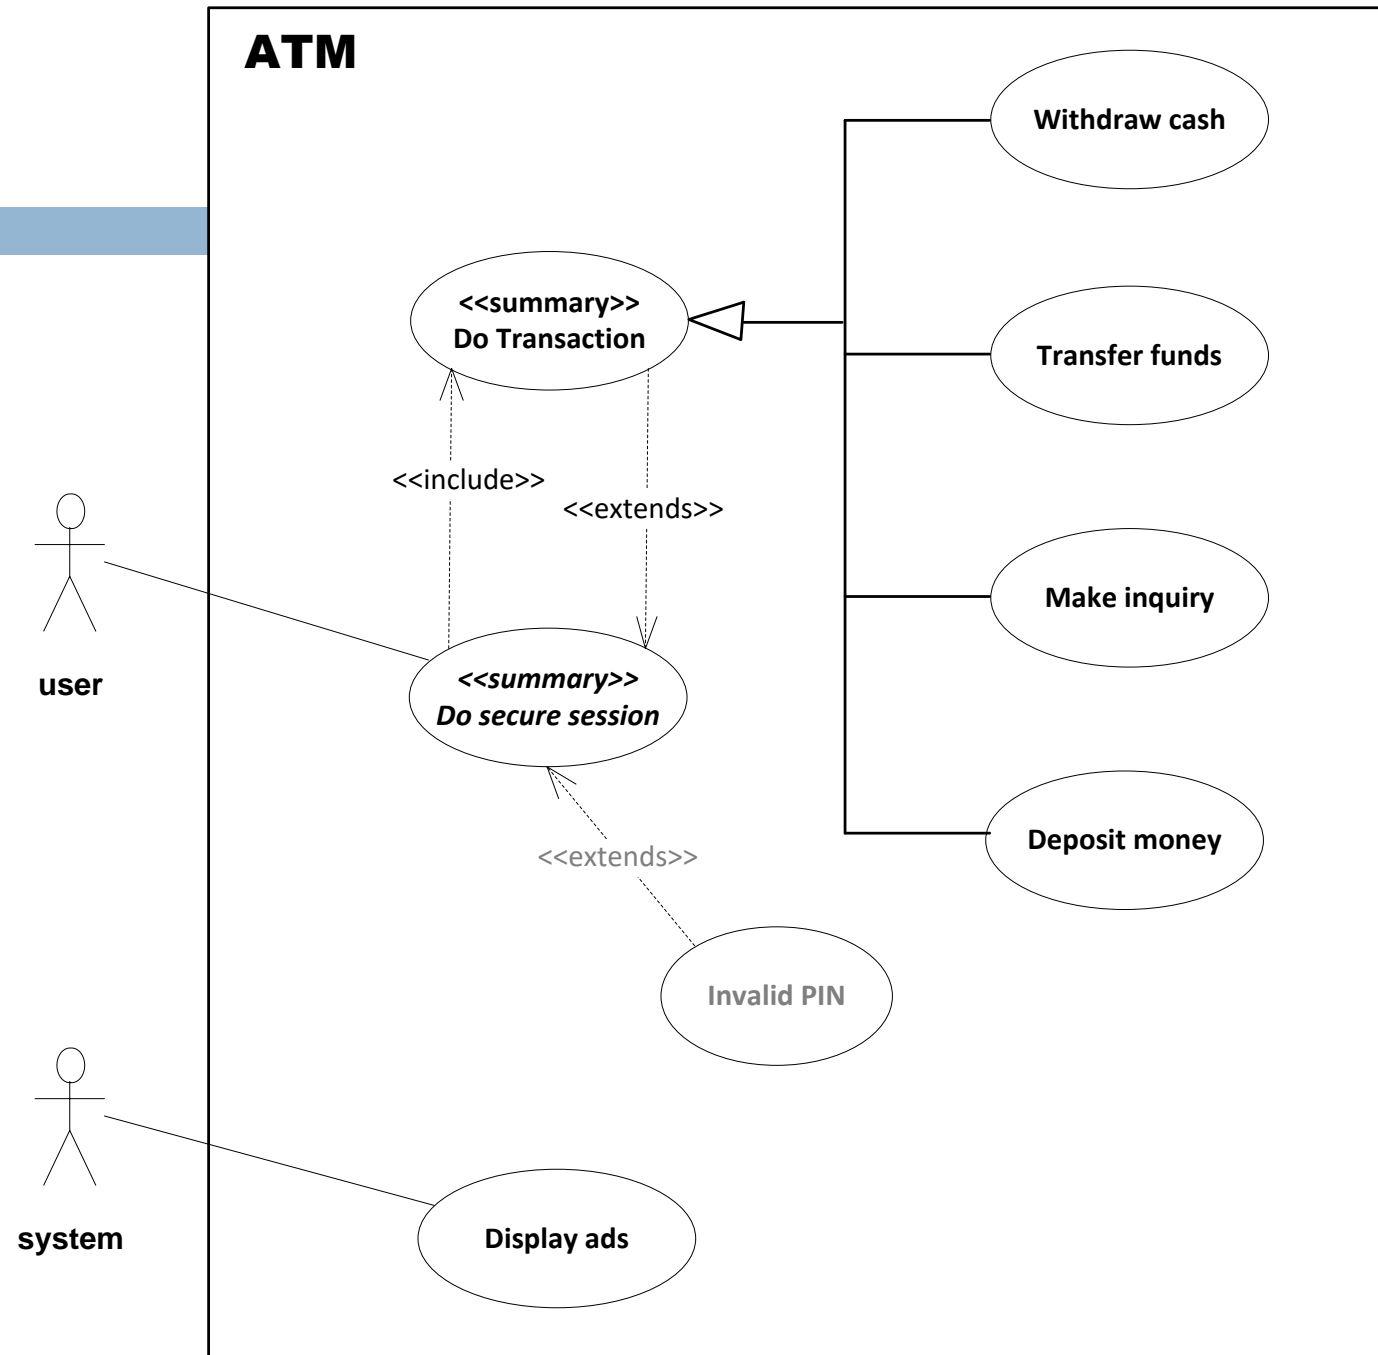 ATM
Withdraw cash
<<summary>>
Do Transaction
Transfer funds
<<include>>
<<extends>>
Make inquiry
user
<<summary>>
Do secure session
Deposit money
<<extends>>
Invalid PIN
system
Display ads